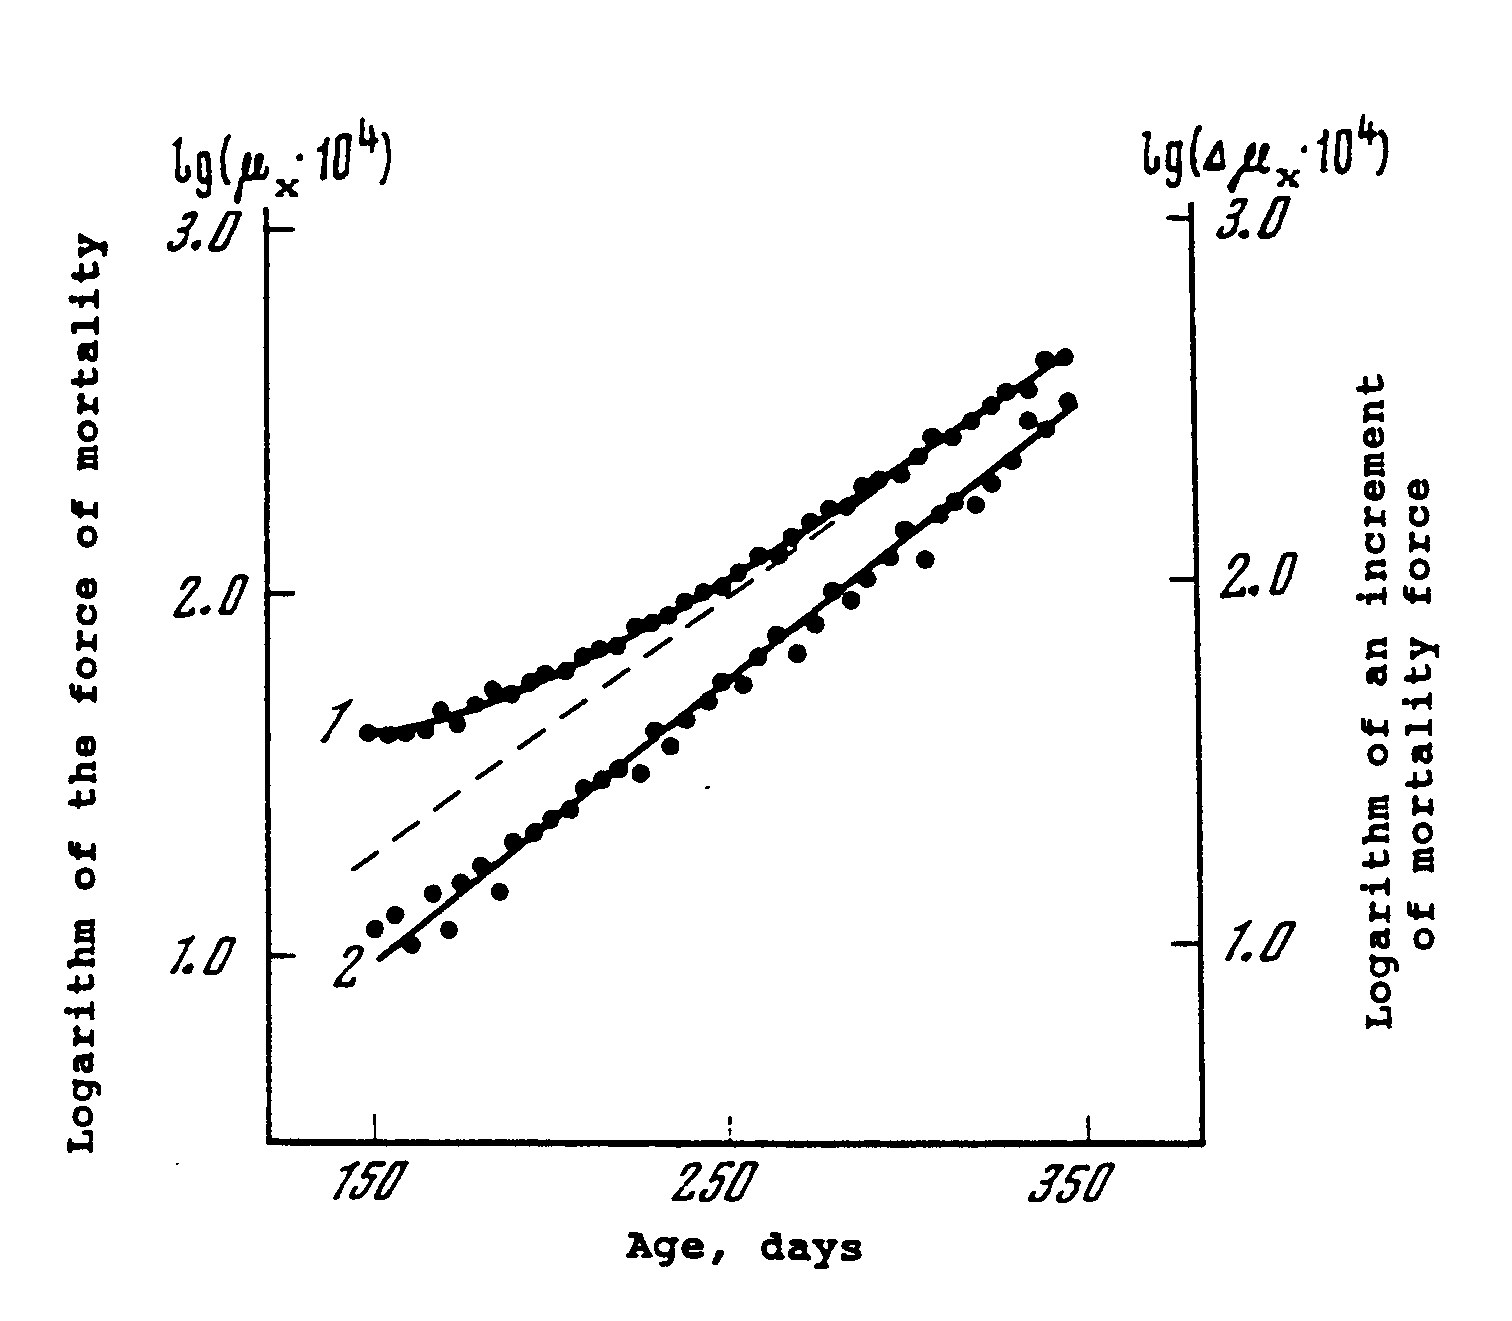 lg(μₓ·10⁴)
lg(Δμₓ·10⁴)
3.0
3.0
2.0
2.0
1.0
1.0
1
2
150
250
350
Age, days
Logarithm of the force of mortality
Logarithm of an increment
of mortality force